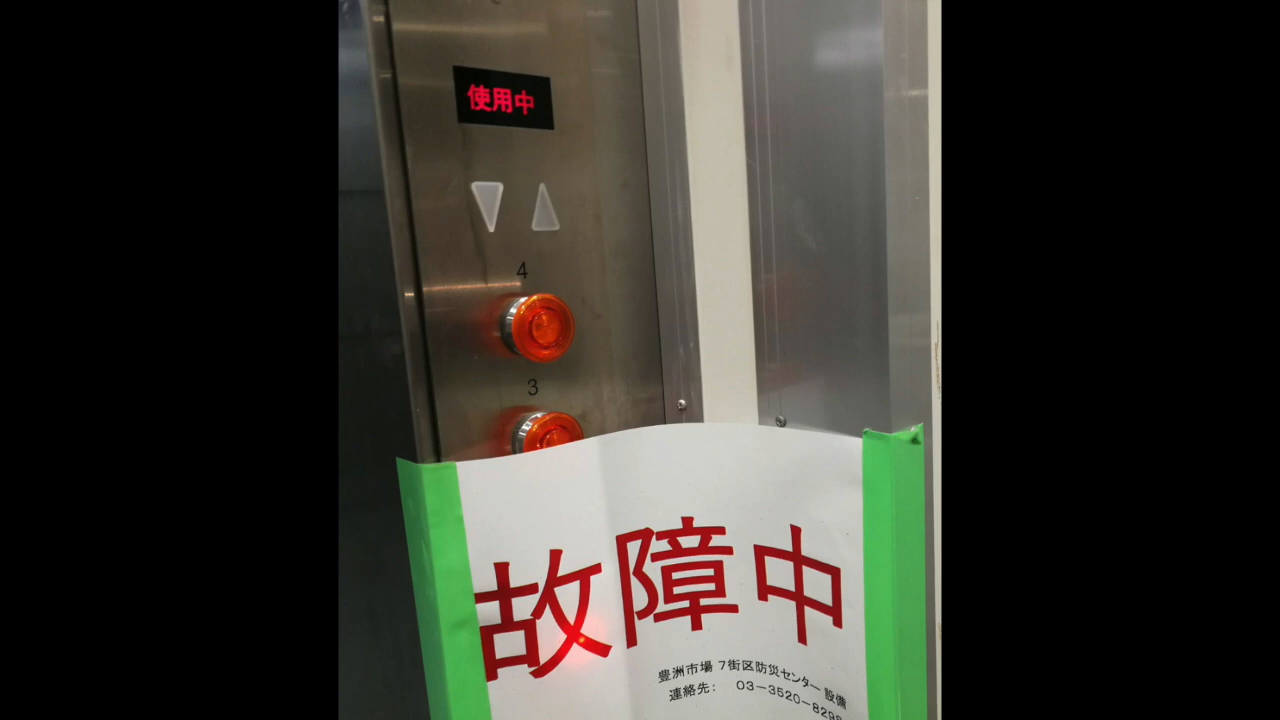 使用中
4
3
故障中
豊洲市場 7街区防災センター 設備
連絡先: 03-3520-829